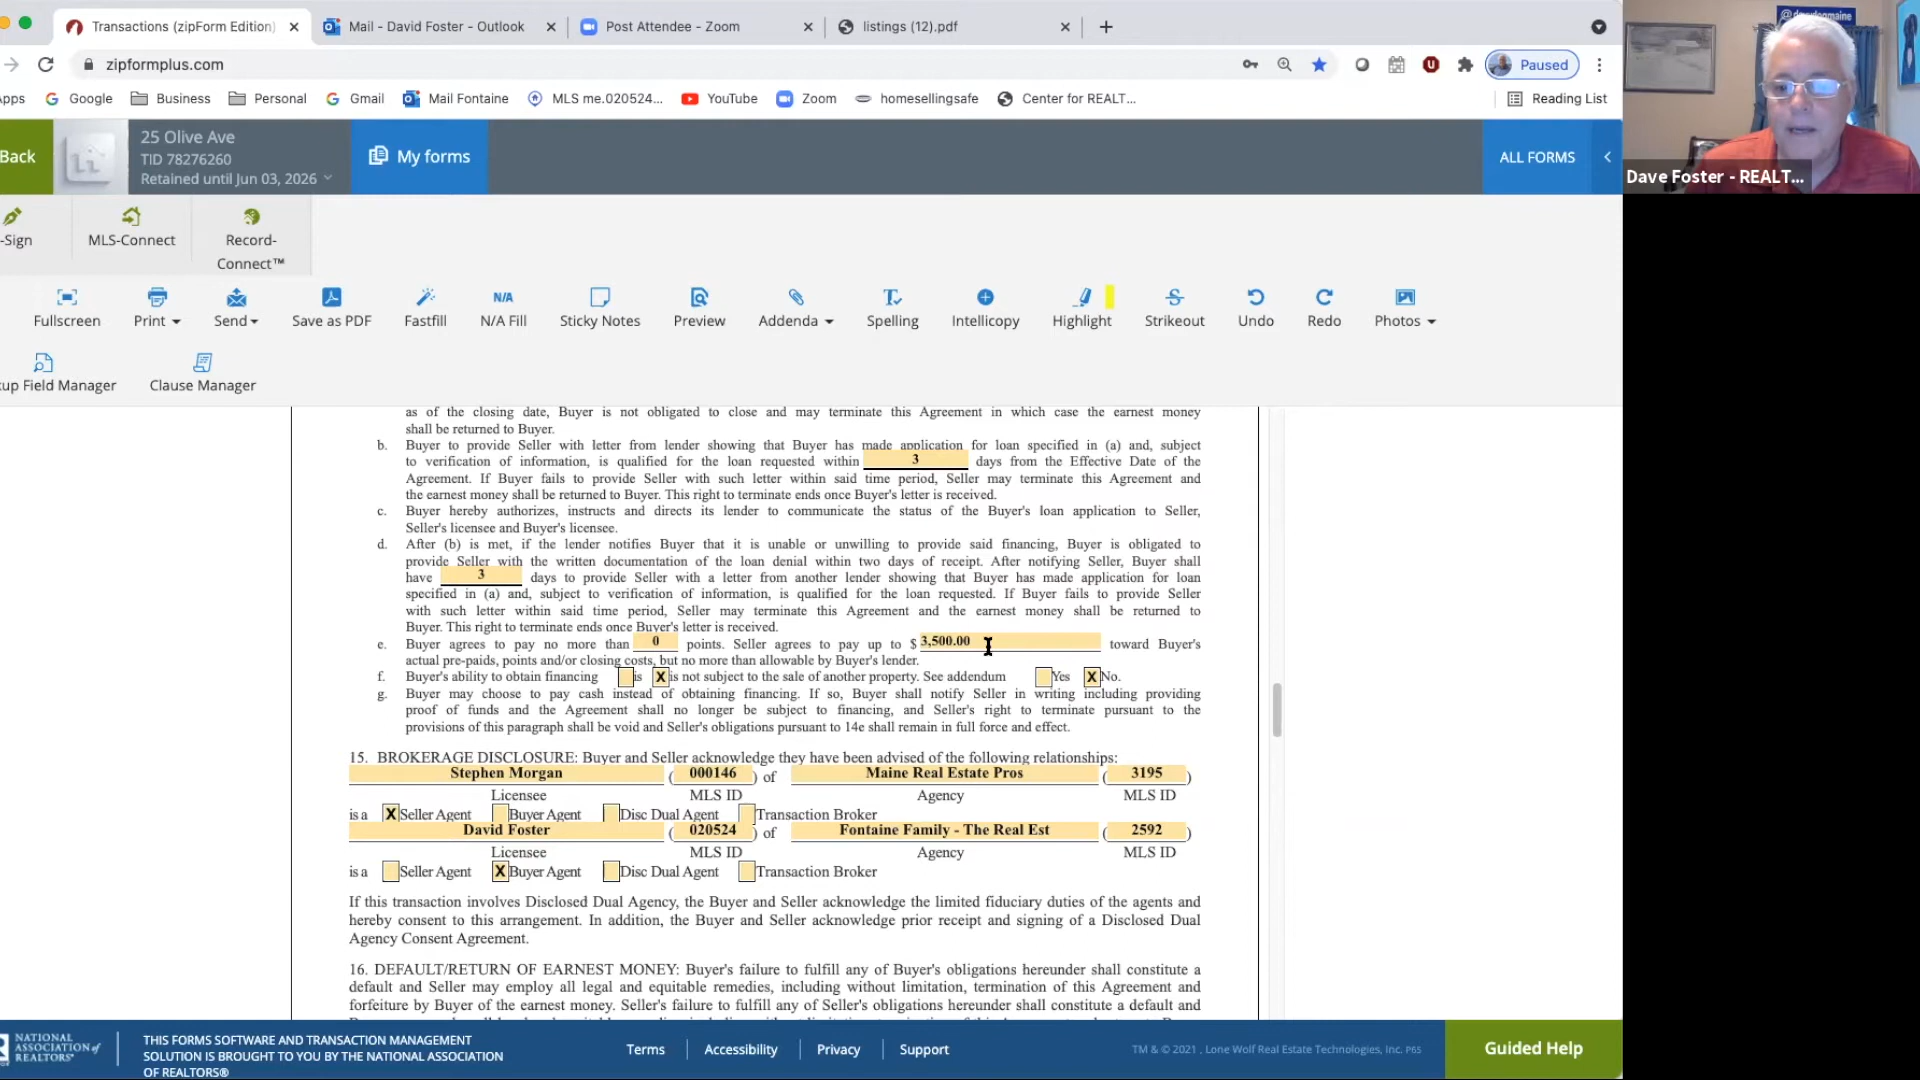 Transactions (zipForm Edition)
Mail - David Foster - Outlook
Post Attendee - Zoom
listings (12).pdf
zipformplus.com
Paused
Google
Business
Personal
Gmail
Mail Fontaine
MLS me.020524...
YouTube
Zoom
homesellingsafe
Center for REALT...
Reading List
Back
25 Olive Ave
TID 78276260
Retained until Jun 03, 2026
My forms
ALL FORMS
Dave Foster - REALT...
-Sign
MLS-Connect
Record-
Connect™
Fullscreen
Print
Send
Save as PDF
Fastfill
N/A
N/A Fill
Sticky Notes
Preview
Addenda
Spelling
Intellicopy
Highlight
Strikeout
Undo
Redo
Photos
Field Manager
Clause Manager
as of the closing date, Buyer is not obligated to close and may terminate this Agreement in which case the earnest money
shall be returned to Buyer.
b. Buyer to provide Seller with letter from lender showing that Buyer has made application for loan specified in (a) and, subject
to verification of information, is qualified for the loan requested within 3 days from the Effective Date of the
Agreement. If Buyer fails to provide Seller with such letter within said time period, Seller may terminate this Agreement and
the earnest money shall be returned to Buyer. This right to terminate ends once Buyer's letter is received.
c. Buyer hereby authorizes, instructs and directs its lender to communicate the status of the Buyer's loan application to Seller,
Seller's licensee and Buyer's licensee.
d. After (b) is met, if the lender notifies Buyer that it is unable or unwilling to provide said financing, Buyer is obligated to
provide Seller with the written documentation of the loan denial within two days of receipt. After notifying Seller, Buyer shall
have 3 days to provide Seller with a letter from another lender showing that Buyer has made application for loan
specified in (a) and, subject to verification of information, is qualified for the loan requested. If Buyer fails to provide Seller
with such letter within said time period, Seller may terminate this Agreement and the earnest money shall be returned to
Buyer. This right to terminate ends once Buyer's letter is received.
e. Buyer agrees to pay no more than 0 points. Seller agrees to pay up to $ 3,500.00 toward Buyer's
actual pre-paids, points and/or closing costs, but no more than allowable by Buyer's lender.
f. Buyer's ability to obtain financing is X is not subject to the sale of another property. See addendum Yes X No.
g. Buyer may choose to pay cash instead of obtaining financing. If so, Buyer shall notify Seller in writing including providing
proof of funds and the Agreement shall no longer be subject to financing, and Seller's right to terminate pursuant to the
provisions of this paragraph shall be void and Seller's obligations pursuant to 14e shall remain in full force and effect.
15. BROKERAGE DISCLOSURE: Buyer and Seller acknowledge they have been advised of the following relationships:
Stephen Morgan ( 000146 ) of Maine Real Estate Pros ( 3195 )
Licensee MLS ID Agency MLS ID
is a X Seller Agent Buyer Agent Disc Dual Agent Transaction Broker
David Foster ( 020524 ) of Fontaine Family - The Real Est ( 2592 )
Licensee MLS ID Agency MLS ID
is a Seller Agent X Buyer Agent Disc Dual Agent Transaction Broker
If this transaction involves Disclosed Dual Agency, the Buyer and Seller acknowledge the limited fiduciary duties of the agents and
hereby consent to this arrangement. In addition, the Buyer and Seller acknowledge prior receipt and signing of a Disclosed Dual
Agency Consent Agreement.
16. DEFAULT/RETURN OF EARNEST MONEY: Buyer's failure to fulfill any of Buyer's obligations hereunder shall constitute a
default and Seller may employ all legal and equitable remedies, including without limitation, termination of this Agreement and
forfeiture by Buyer of the earnest money. Seller's failure to fulfill any of Seller's obligations hereunder shall constitute a default and
NATIONAL
ASSOCIATION of
REALTORS®
THIS FORMS SOFTWARE AND TRANSACTION MANAGEMENT
SOLUTION IS BROUGHT TO YOU BY THE NATIONAL ASSOCIATION
OF REALTORS®
Terms
Accessibility
Privacy
Support
TM & © 2021 , Lone Wolf Real Estate Technologies, Inc. P65
Guided Help